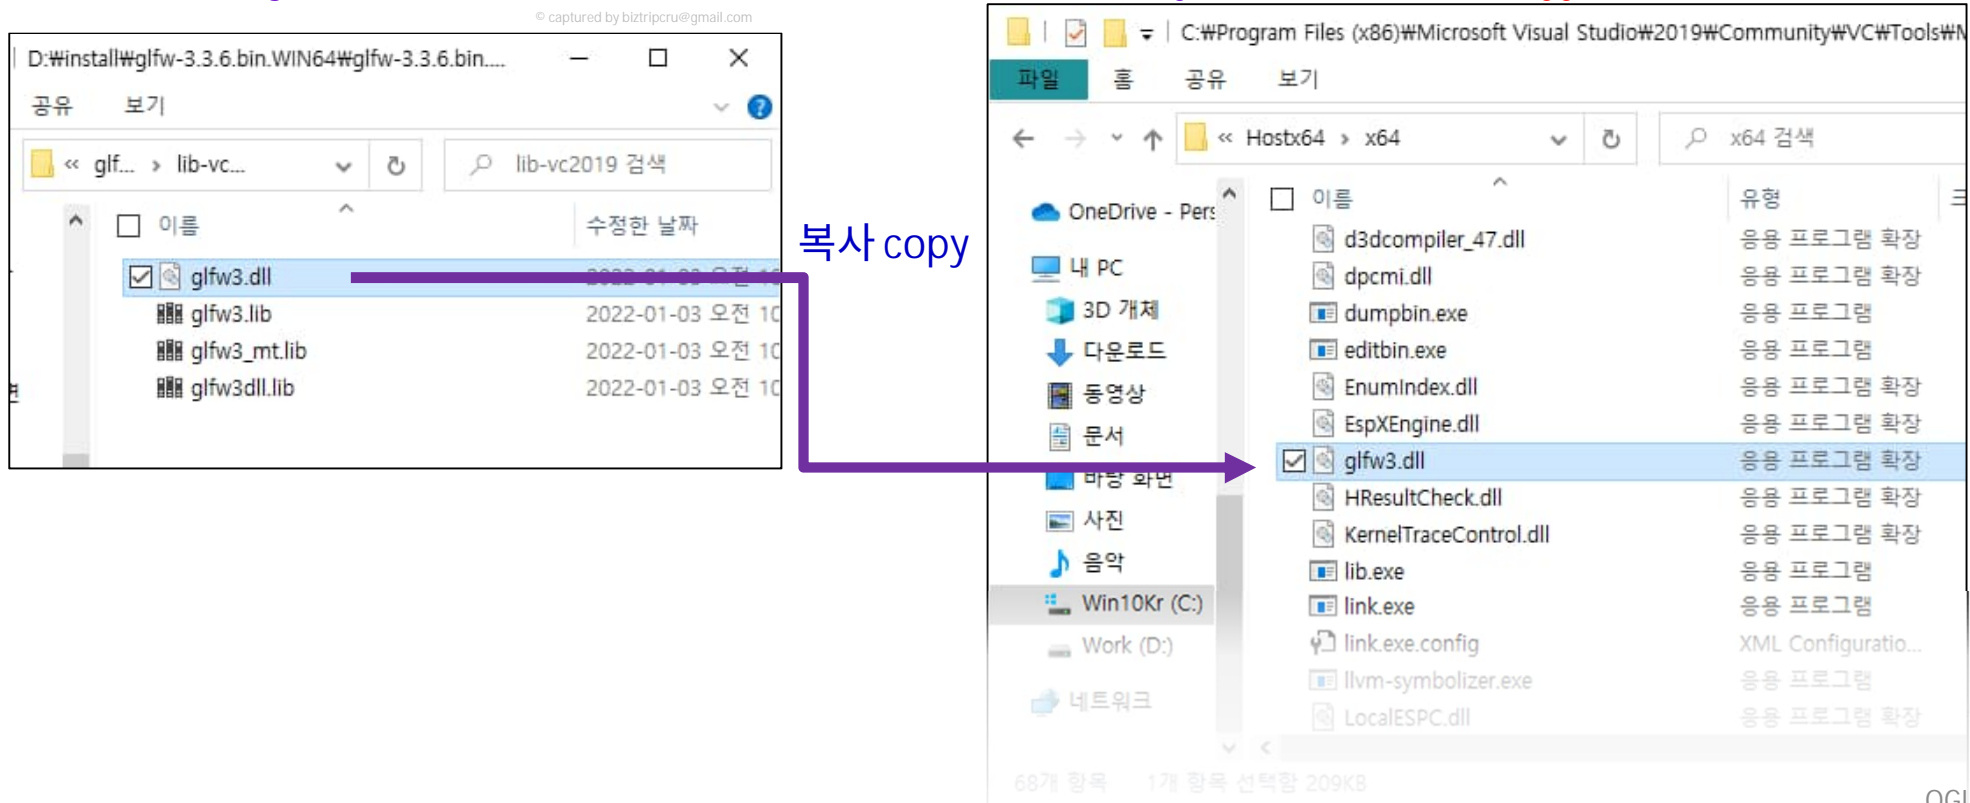 © captured by biztripcru@gmail.com
D:₩install₩glfw-3.3.6.bin.WIN64₩glfw-3.3.6.bin....
공유 보기
« glf... › lib-vc...
lib-vc2019 검색
이름 수정한 날짜
glfw3.dll 2022-01-03 오전 10
glfw3.lib 2022-01-03 오전 10
glfw3_mt.lib 2022-01-03 오전 10
glfw3dll.lib 2022-01-03 오전 10
복사 copy
C:₩Program Files (x86)₩Microsoft Visual Studio₩2019₩Community₩VC₩Tools₩M
파일 홈 공유 보기
« Hostx64 › x64
x64 검색
OneDrive - Pers
내 PC
3D 개체
다운로드
동영상
문서
바탕 화면
사진
음악
Win10Kr (C:)
Work (D:)
네트워크
이름 유형
d3dcompiler_47.dll 응용 프로그램 확장
dpcmi.dll 응용 프로그램 확장
dumpbin.exe 응용 프로그램
editbin.exe 응용 프로그램
EnumIndex.dll 응용 프로그램 확장
EspXEngine.dll 응용 프로그램 확장
glfw3.dll 응용 프로그램 확장
HResultCheck.dll 응용 프로그램 확장
KernelTraceControl.dll 응용 프로그램 확장
lib.exe 응용 프로그램
link.exe 응용 프로그램
link.exe.config XML Configuratio...
llvm-symbolizer.exe 응용 프로그램
LocalESPC.dll 응용 프로그램 확장
68개 항목 1개 항목 선택함 209KB